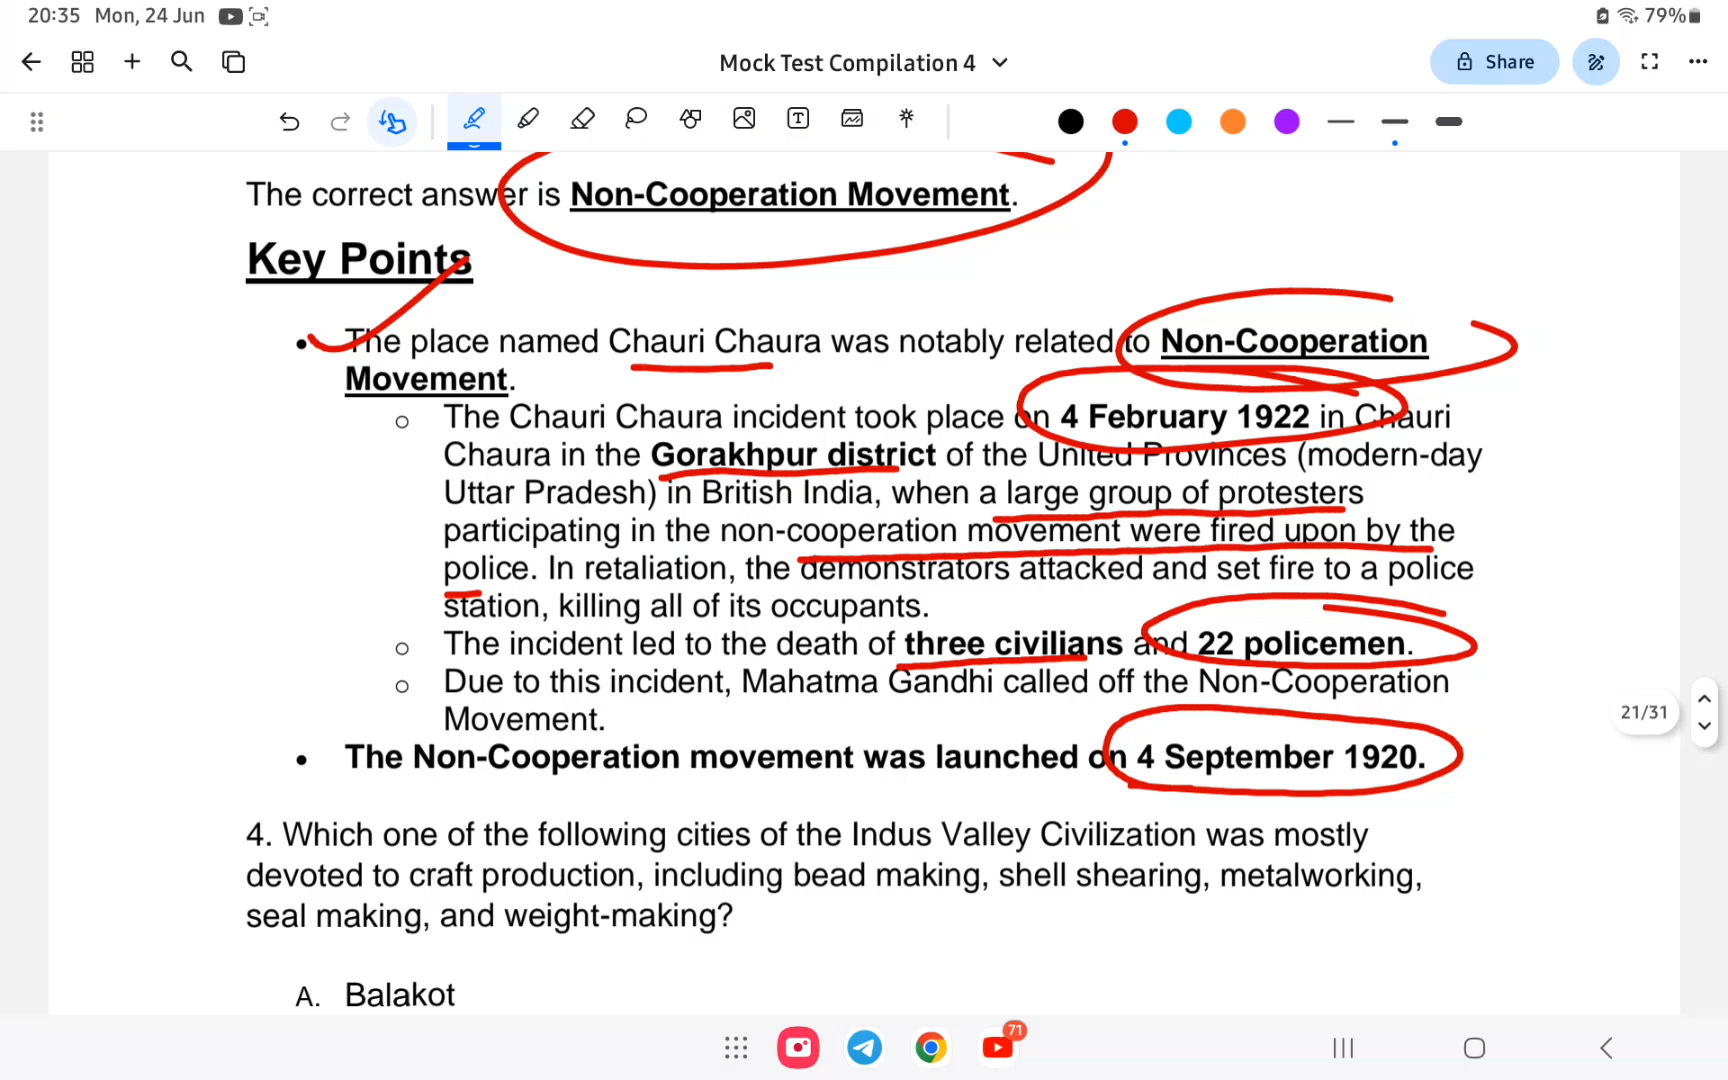 20:35 Mon, 24 Jun
79%
Mock Test Compilation 4
Share
The correct answer is Non-Cooperation Movement.
Key Points
• The place named Chauri Chaura was notably related to Non-Cooperation
Movement.
o The Chauri Chaura incident took place on 4 February 1922 in Chauri
Chaura in the Gorakhpur district of the United Provinces (modern-day
Uttar Pradesh) in British India, when a large group of protesters
participating in the non-cooperation movement were fired upon by the
police. In retaliation, the demonstrators attacked and set fire to a police
station, killing all of its occupants.
o The incident led to the death of three civilians and 22 policemen.
o Due to this incident, Mahatma Gandhi called off the Non-Cooperation
Movement.
21/31
• The Non-Cooperation movement was launched on 4 September 1920.
4. Which one of the following cities of the Indus Valley Civilization was mostly
devoted to craft production, including bead making, shell shearing, metalworking,
seal making, and weight-making?
A. Balakot
71